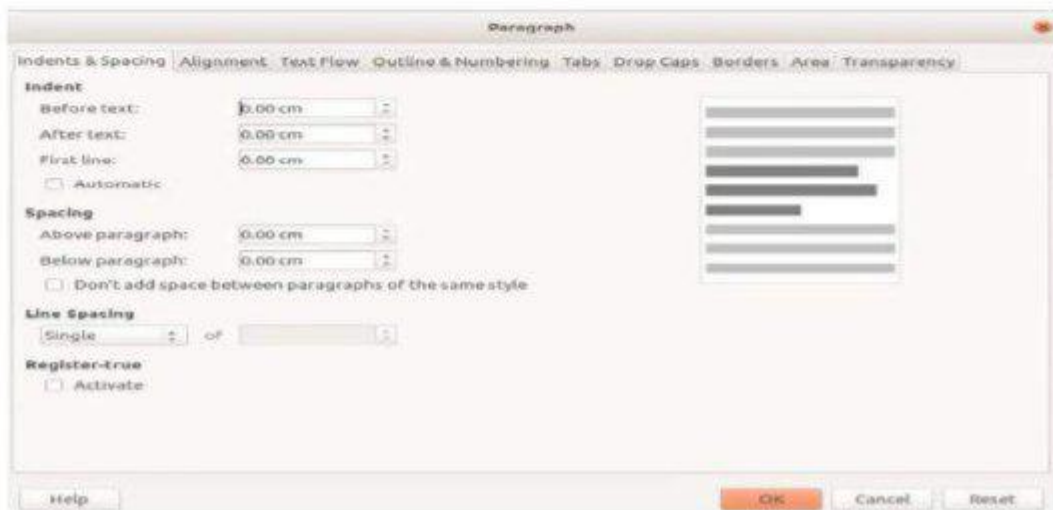 Paragraph
Indents & Spacing Alignment Text Flow Outline & Numbering Tabs Drop Caps Borders Area Transparency
Indent
Before text: 0.00 cm
After text: 0.00 cm
First line: 0.00 cm
Automatic
Spacing
Above paragraph: 0.00 cm
Below paragraph: 0.00 cm
Don't add space between paragraphs of the same style
Line Spacing
Single of
Register-true
Activate
Help OK Cancel Reset